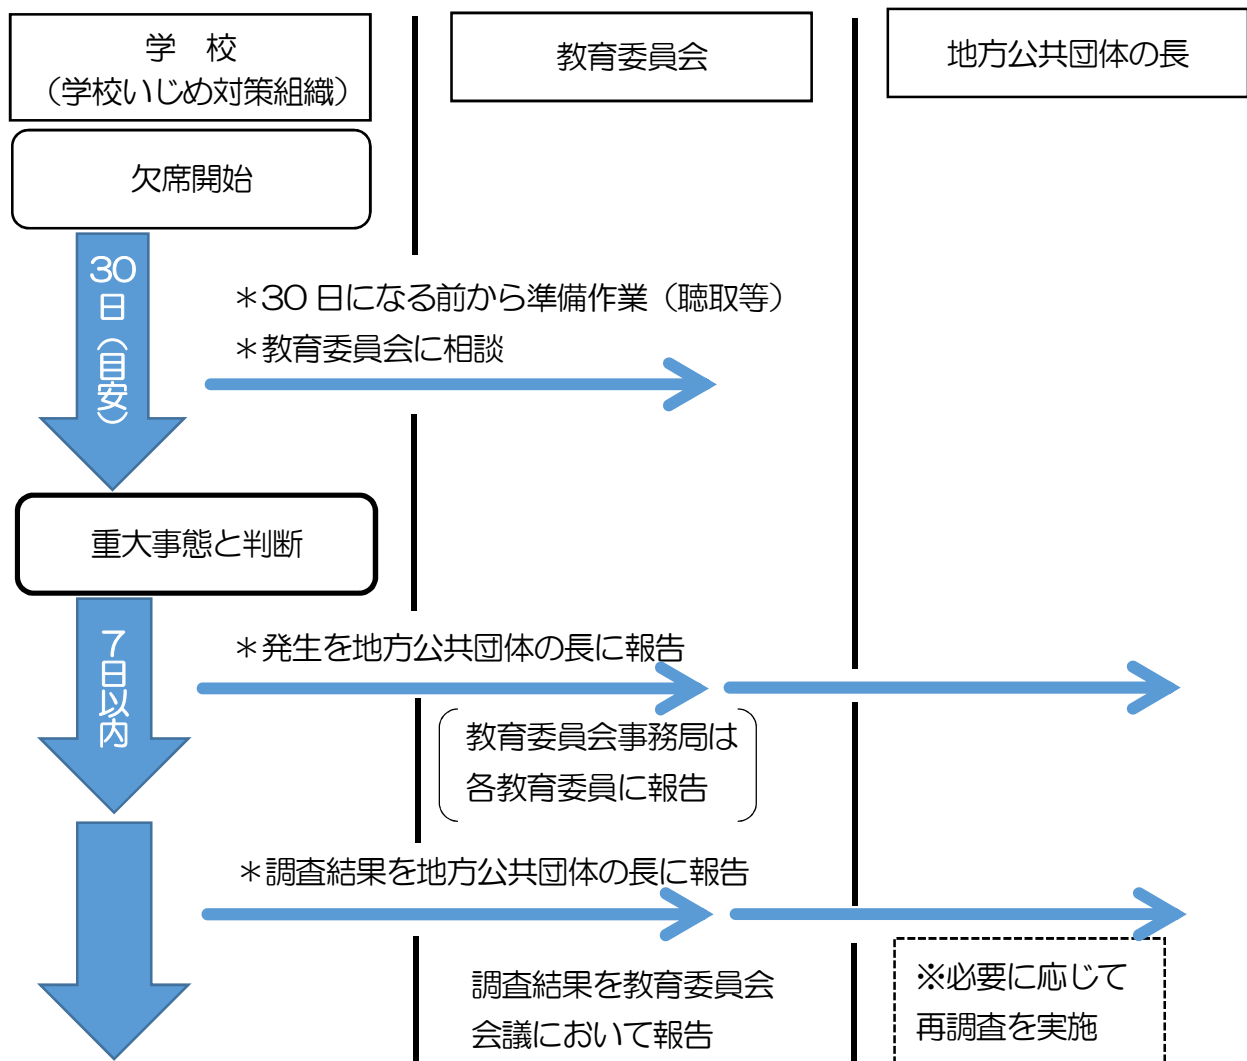 学　校
（学校いじめ対策組織）
教育委員会
地方公共団体の長
欠席開始
30日（目安）
＊30日になる前から準備作業（聴取等）
＊教育委員会に相談
重大事態と判断
7日以内
＊発生を地方公共団体の長に報告
教育委員会事務局は
各教育委員に報告
＊調査結果を地方公共団体の長に報告
調査結果を教育委員会
会議において報告
※必要に応じて
再調査を実施